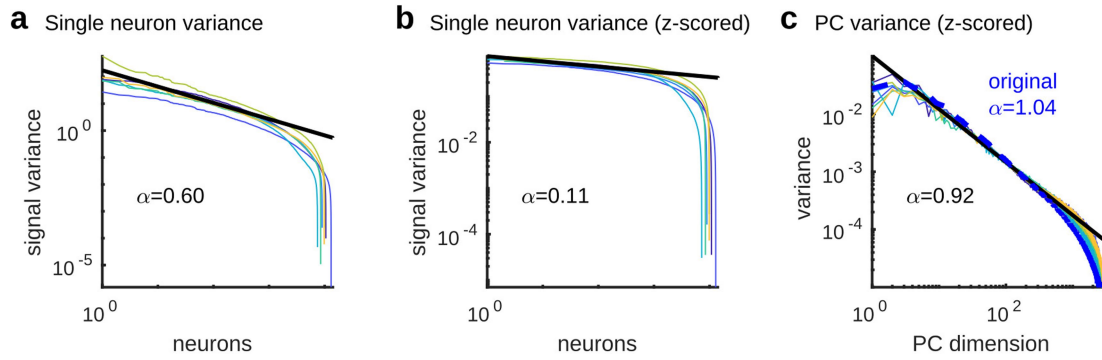 a Single neuron variance
signal variance
10^0
10^-5
α=0.60
10^0
neurons
b Single neuron variance (z-scored)
signal variance
10^-2
10^-4
α=0.11
10^0
neurons
c PC variance (z-scored)
variance
10^-2
10^-3
10^-4
original
α=1.04
α=0.92
10^0
10^2
PC dimension